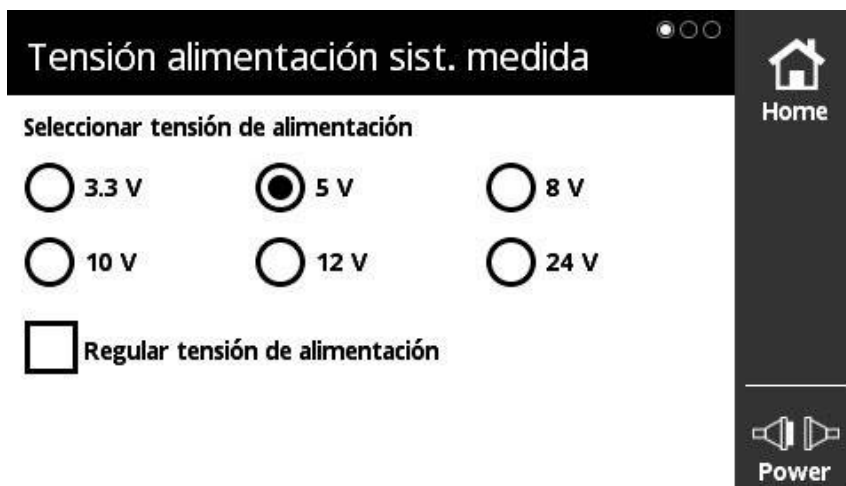 Tensión alimentación sist. medida
Home
Seleccionar tensión de alimentación
3.3 V 5 V 8 V
10 V 12 V 24 V
Regular tensión de alimentación
Power